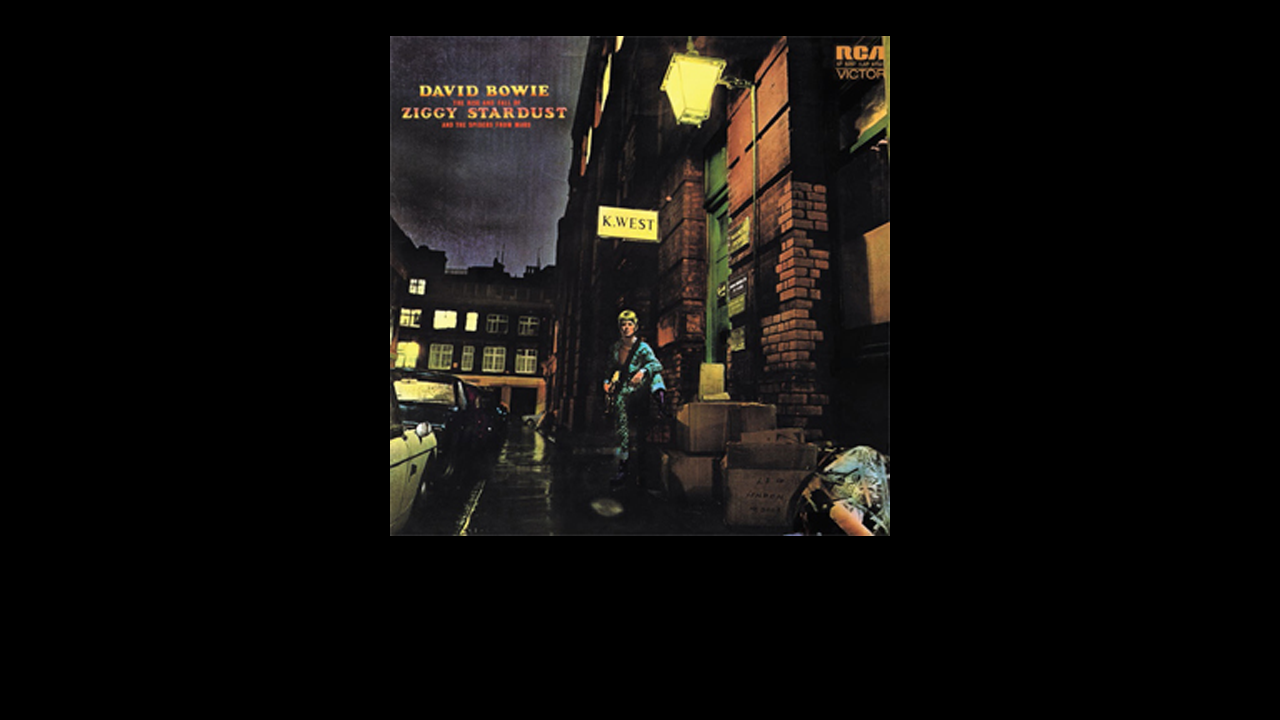 DAVID BOWIE
THE RISE AND FALL OF
ZIGGY STARDUST
AND THE SPIDERS FROM MARS
RCA
VICTOR
K.WEST